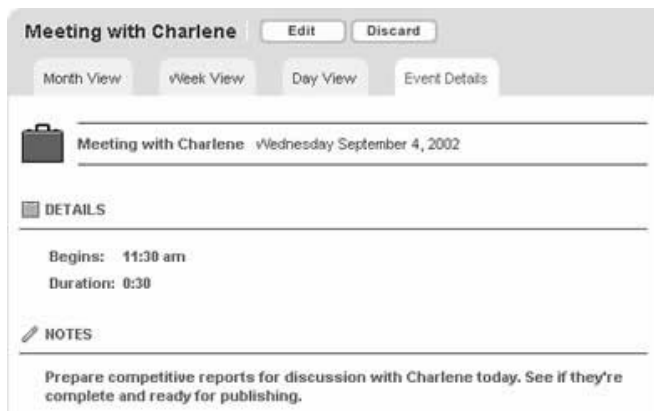 Meeting with Charlene Edit Discard
Month View Week View Day View Event Details
Meeting with Charlene Wednesday September 4, 2002
DETAILS
Begins: 11:30 am
Duration: 0:30
NOTES
Prepare competitive reports for discussion with Charlene today. See if they're
complete and ready for publishing.